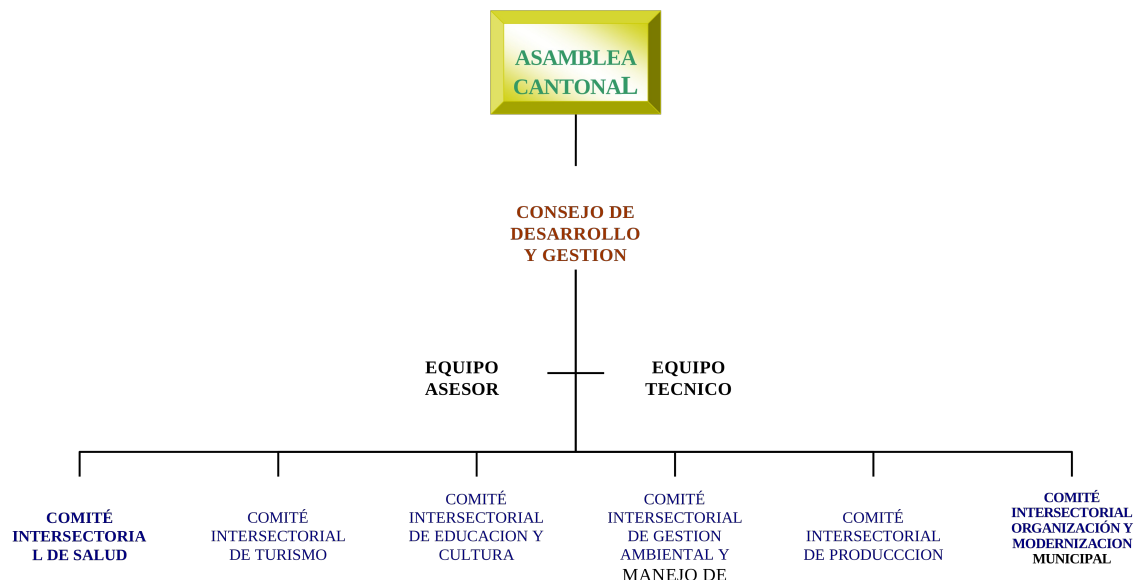 ASAMBLEA
CANTONAL
CONSEJO DE
DESARROLLO
Y GESTION
EQUIPO
ASESOR
EQUIPO
TECNICO
COMITÉ
INTERSECTORIA
L DE SALUD
COMITÉ
INTERSECTORIAL
DE TURISMO
COMITÉ
INTERSECTORIAL
DE EDUCACION Y
CULTURA
COMITÉ
INTERSECTORIAL
DE GESTION
AMBIENTAL Y
MANEJO DE
COMITÉ
INTERSECTORIAL
DE PRODUCCCION
COMITÉ
INTERSECTORIAL
ORGANIZACIÓN Y
MODERNIZACION
MUNICIPAL